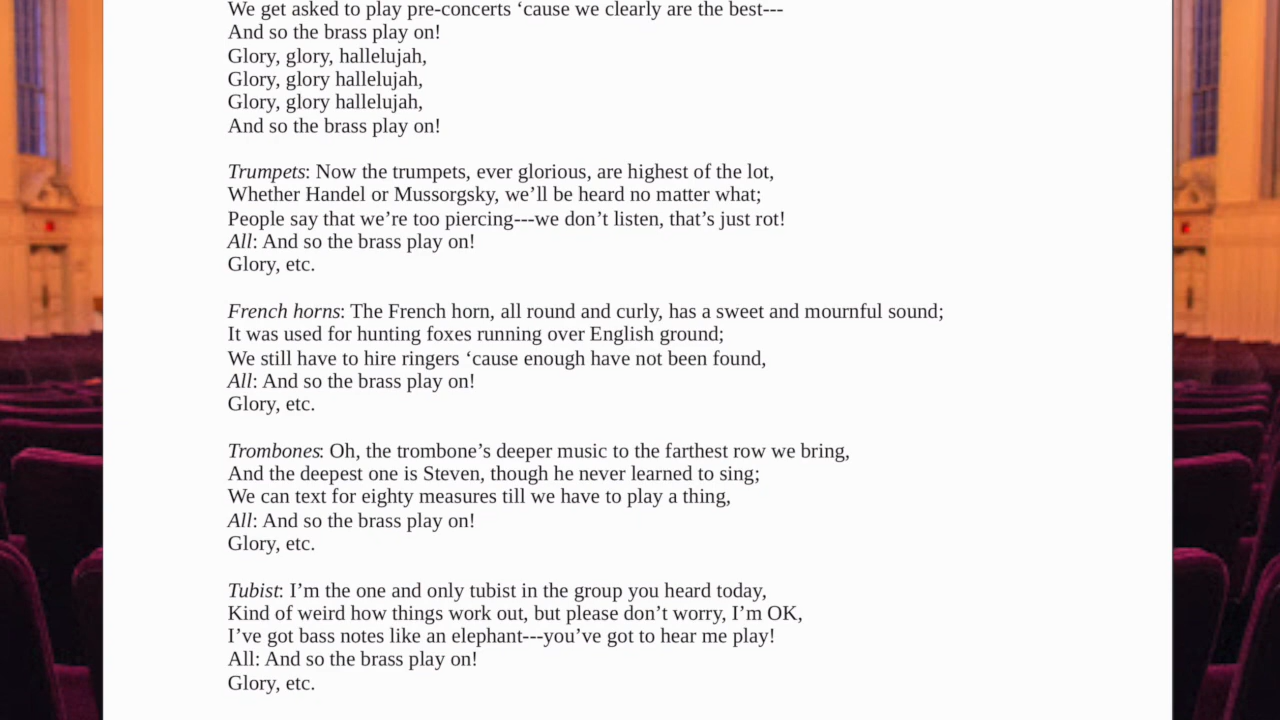 We get asked to play pre-concerts ‘cause we clearly are the best---
And so the brass play on!
Glory, glory, hallelujah,
Glory, glory hallelujah,
Glory, glory hallelujah,
And so the brass play on!
Trumpets: Now the trumpets, ever glorious, are highest of the lot,
Whether Handel or Mussorgsky, we’ll be heard no matter what;
People say that we’re too piercing---we don’t listen, that’s just rot!
All: And so the brass play on!
Glory, etc.
French horns: The French horn, all round and curly, has a sweet and mournful sound;
It was used for hunting foxes running over English ground;
We still have to hire ringers ‘cause enough have not been found,
All: And so the brass play on!
Glory, etc.
Trombones: Oh, the trombone’s deeper music to the farthest row we bring,
And the deepest one is Steven, though he never learned to sing;
We can text for eighty measures till we have to play a thing,
All: And so the brass play on!
Glory, etc.
Tubist: I’m the one and only tubist in the group you heard today,
Kind of weird how things work out, but please don’t worry, I’m OK,
I’ve got bass notes like an elephant---you’ve got to hear me play!
All: And so the brass play on!
Glory, etc.